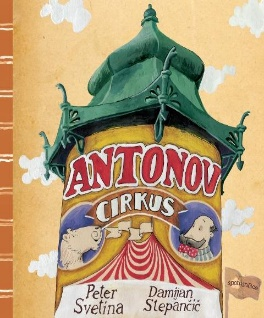 ANTONOV
CIRKUS
Peter Svetina
Damijan Stepančič